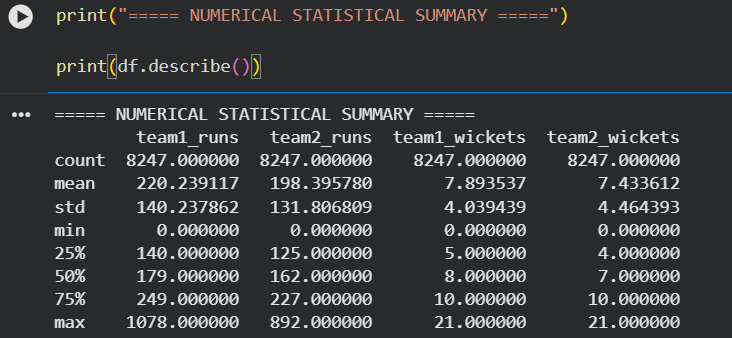 print("===== NUMERICAL STATISTICAL SUMMARY =====")
print(df.describe())
===== NUMERICAL STATISTICAL SUMMARY =====
team1_runs team2_runs team1_wickets team2_wickets
count 8247.000000 8247.000000 8247.000000 8247.000000
mean 220.239117 198.395780 7.893537 7.433612
std 140.237862 131.806809 4.039439 4.464393
min 0.000000 0.000000 0.000000 0.000000
25% 140.000000 125.000000 5.000000 4.000000
50% 179.000000 162.000000 8.000000 7.000000
75% 249.000000 227.000000 10.000000 10.000000
max 1078.000000 892.000000 21.000000 21.000000